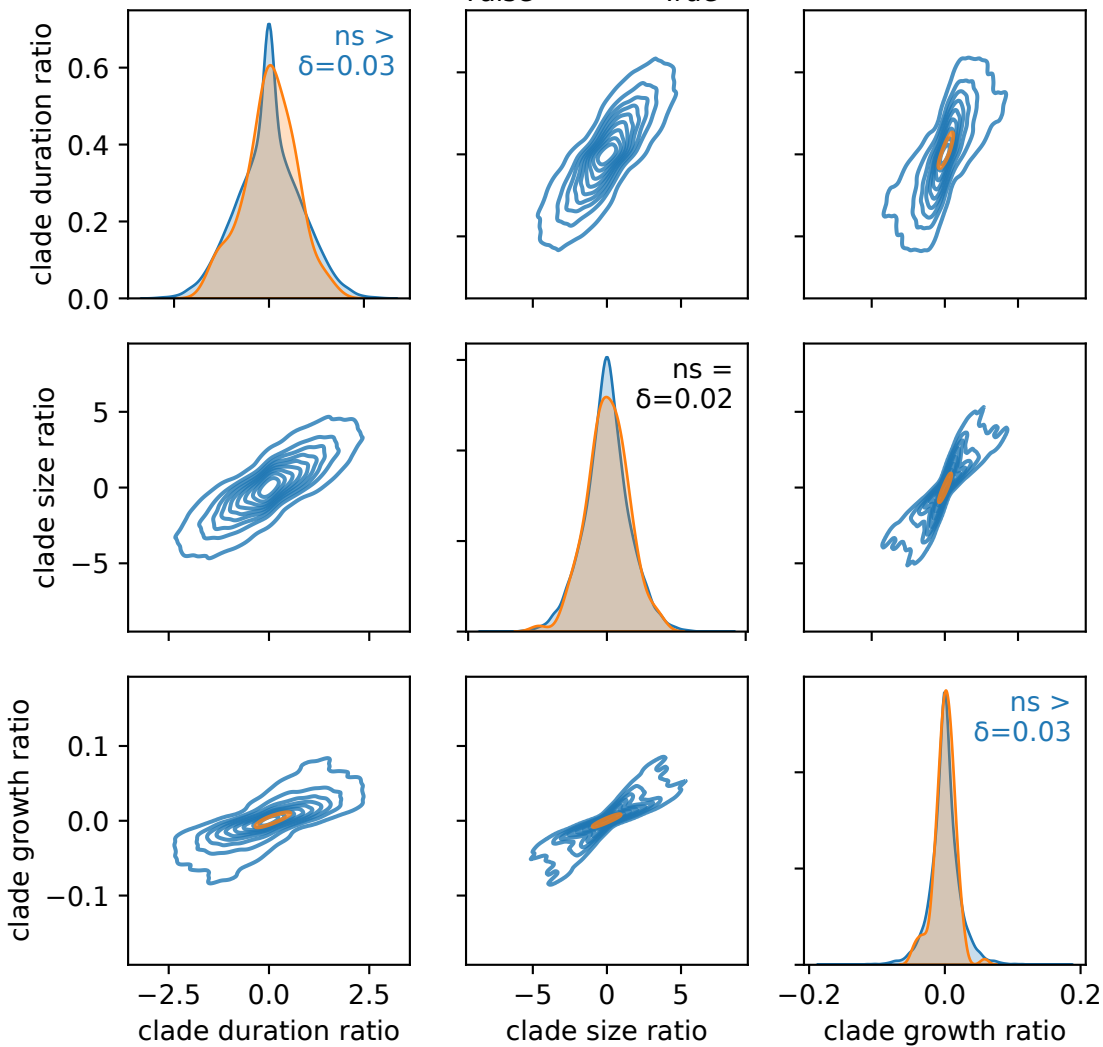 clade duration ratio
0.6
0.4
0.2
0.0
ns >
δ=0.03
clade size ratio
5
0
−5
−5
0
5
ns =
δ=0.02
clade growth ratio
0.1
0.0
−0.1
ns >
δ=0.03
−2.5
0.0
2.5
−5
0
5
−0.2
0.0
0.2
clade duration ratio
clade size ratio
clade growth ratio